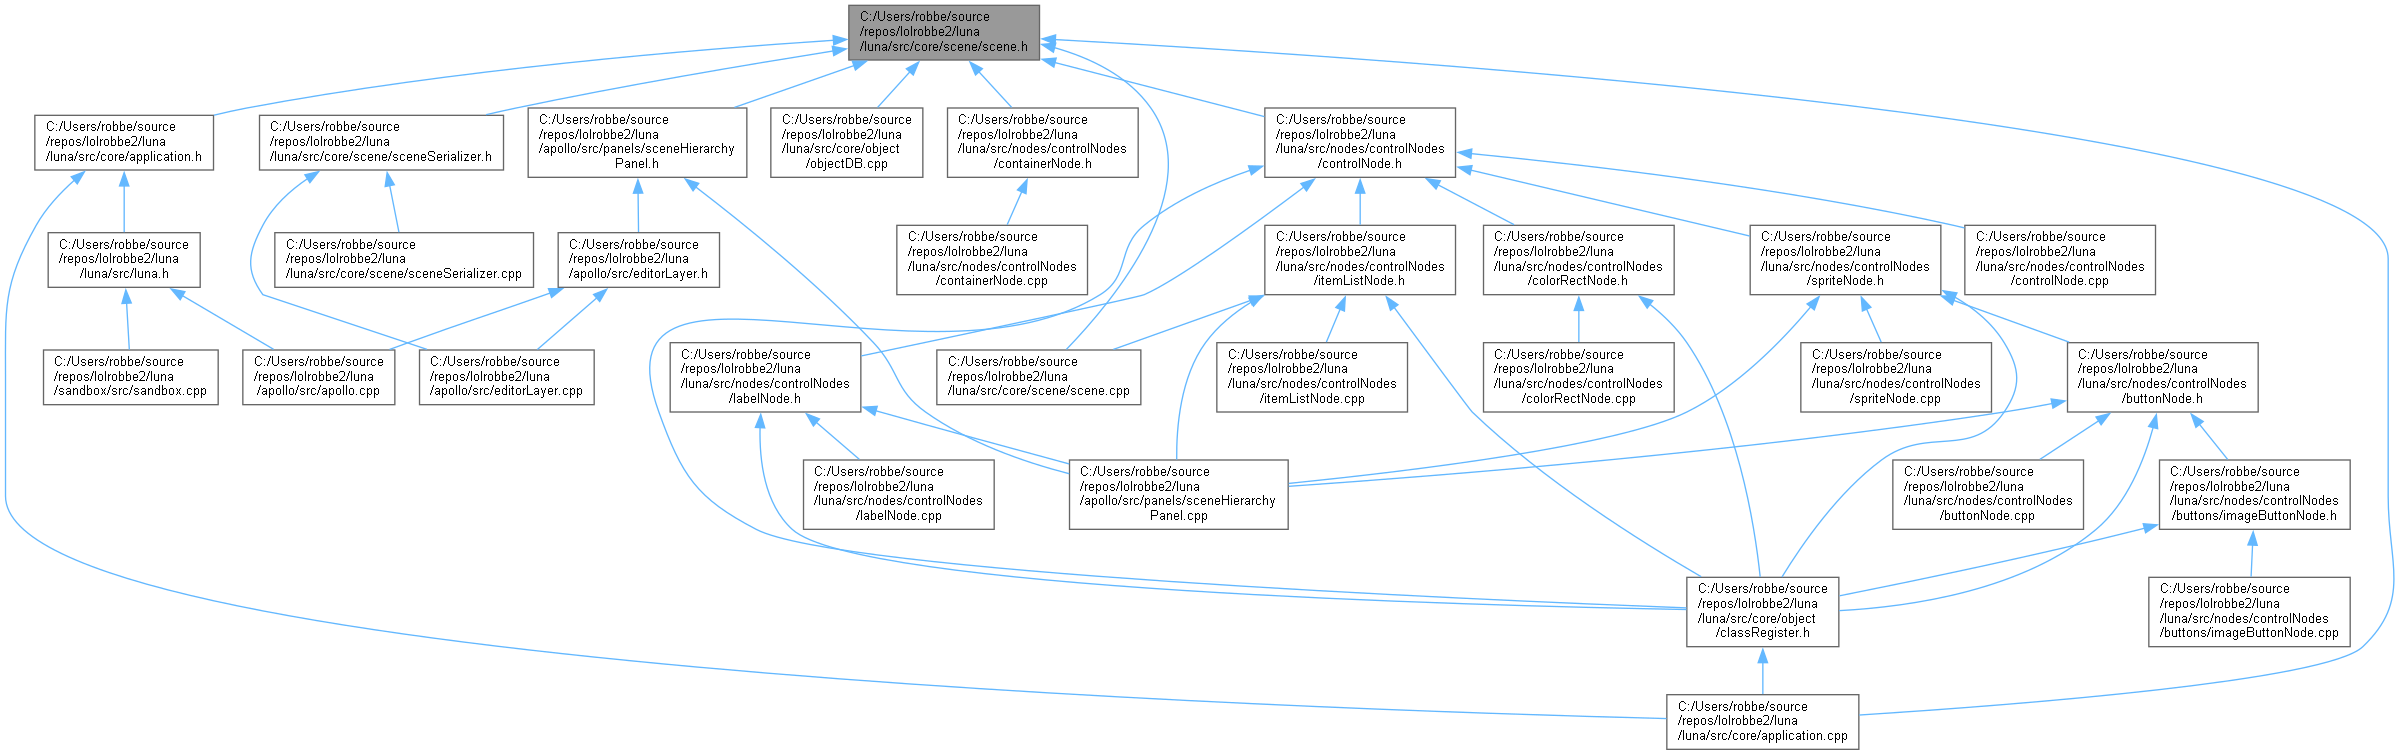 C:/Users/robbe/source
/repos/lolrobbe2/luna
/luna/src/core/scene/scene.h
C:/Users/robbe/source
/repos/lolrobbe2/luna
/luna/src/core/application.h
C:/Users/robbe/source
/repos/lolrobbe2/luna
/luna/src/core/scene/sceneSerializer.h
C:/Users/robbe/source
/repos/lolrobbe2/luna
/apollo/src/panels/sceneHierarchy
Panel.h
C:/Users/robbe/source
/repos/lolrobbe2/luna
/luna/src/core/object
/objectDB.cpp
C:/Users/robbe/source
/repos/lolrobbe2/luna
/luna/src/nodes/controlNodes
/containerNode.h
C:/Users/robbe/source
/repos/lolrobbe2/luna
/luna/src/nodes/controlNodes
/controlNode.h
C:/Users/robbe/source
/repos/lolrobbe2/luna
/luna/src/luna.h
C:/Users/robbe/source
/repos/lolrobbe2/luna
/luna/src/core/scene/sceneSerializer.cpp
C:/Users/robbe/source
/repos/lolrobbe2/luna
/apollo/src/editorLayer.h
C:/Users/robbe/source
/repos/lolrobbe2/luna
/luna/src/nodes/controlNodes
/containerNode.cpp
C:/Users/robbe/source
/repos/lolrobbe2/luna
/luna/src/nodes/controlNodes
/itemListNode.h
C:/Users/robbe/source
/repos/lolrobbe2/luna
/luna/src/nodes/controlNodes
/colorRectNode.h
C:/Users/robbe/source
/repos/lolrobbe2/luna
/luna/src/nodes/controlNodes
/spriteNode.h
C:/Users/robbe/source
/repos/lolrobbe2/luna
/luna/src/nodes/controlNodes
/controlNode.cpp
C:/Users/robbe/source
/repos/lolrobbe2/luna
/sandbox/src/sandbox.cpp
C:/Users/robbe/source
/repos/lolrobbe2/luna
/apollo/src/apollo.cpp
C:/Users/robbe/source
/repos/lolrobbe2/luna
/apollo/src/editorLayer.cpp
C:/Users/robbe/source
/repos/lolrobbe2/luna
/luna/src/nodes/controlNodes
/labelNode.h
C:/Users/robbe/source
/repos/lolrobbe2/luna
/luna/src/core/scene/scene.cpp
C:/Users/robbe/source
/repos/lolrobbe2/luna
/luna/src/nodes/controlNodes
/itemListNode.cpp
C:/Users/robbe/source
/repos/lolrobbe2/luna
/luna/src/nodes/controlNodes
/colorRectNode.cpp
C:/Users/robbe/source
/repos/lolrobbe2/luna
/luna/src/nodes/controlNodes
/spriteNode.cpp
C:/Users/robbe/source
/repos/lolrobbe2/luna
/luna/src/nodes/controlNodes
/buttonNode.h
C:/Users/robbe/source
/repos/lolrobbe2/luna
/luna/src/nodes/controlNodes
/labelNode.cpp
C:/Users/robbe/source
/repos/lolrobbe2/luna
/apollo/src/panels/sceneHierarchy
Panel.cpp
C:/Users/robbe/source
/repos/lolrobbe2/luna
/luna/src/nodes/controlNodes
/buttonNode.cpp
C:/Users/robbe/source
/repos/lolrobbe2/luna
/luna/src/nodes/controlNodes
/buttons/imageButtonNode.h
C:/Users/robbe/source
/repos/lolrobbe2/luna
/luna/src/core/object
/classRegister.h
C:/Users/robbe/source
/repos/lolrobbe2/luna
/luna/src/nodes/controlNodes
/buttons/imageButtonNode.cpp
C:/Users/robbe/source
/repos/lolrobbe2/luna
/luna/src/core/application.cpp